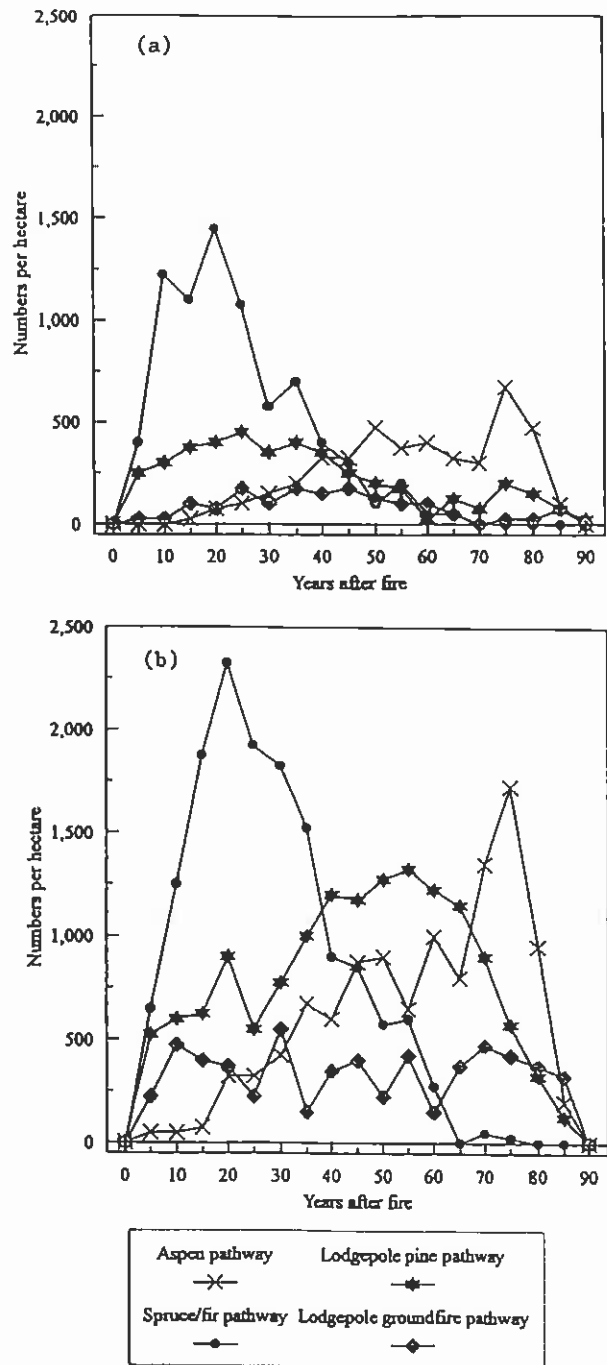 2,500
(a)
2,000
1,500
1,000
500
0
Numbers per hectare
0 10 20 30 40 50 60 70 80 90
Years after fire
2,500
(b)
2,000
1,500
1,000
500
0
Numbers per hectare
0 10 20 30 40 50 60 70 80 90
Years after fire
Aspen pathway Lodgepole pine pathway
Spruce/fir pathway Lodgepole groundfire pathway